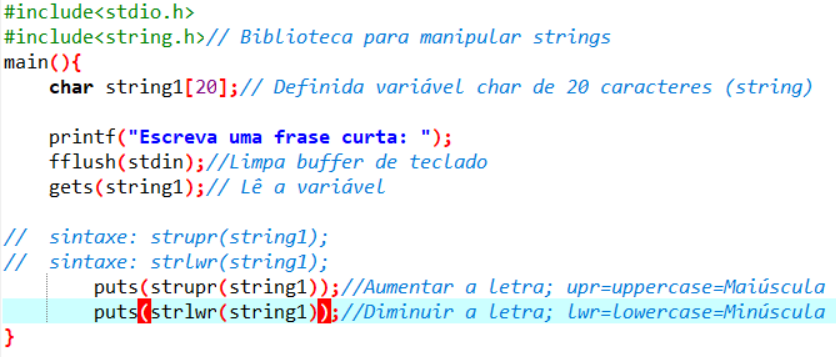 #include<stdio.h>
#include<string.h>// Biblioteca para manipular strings
main(){
    char string1[20];// Definida variável char de 20 caracteres (string)
    printf("Escreva uma frase curta: ");
    fflush(stdin);//Limpa buffer de teclado
    gets(string1);// Lê a variável
//  sintaxe: strupr(string1);
//  sintaxe: strlwr(string1);
        puts(strupr(string1));//Aumentar a letra; upr=uppercase=Maiúscula
        puts(strlwr(string1));//Diminuir a letra; lwr=lowercase=Minúscula
}